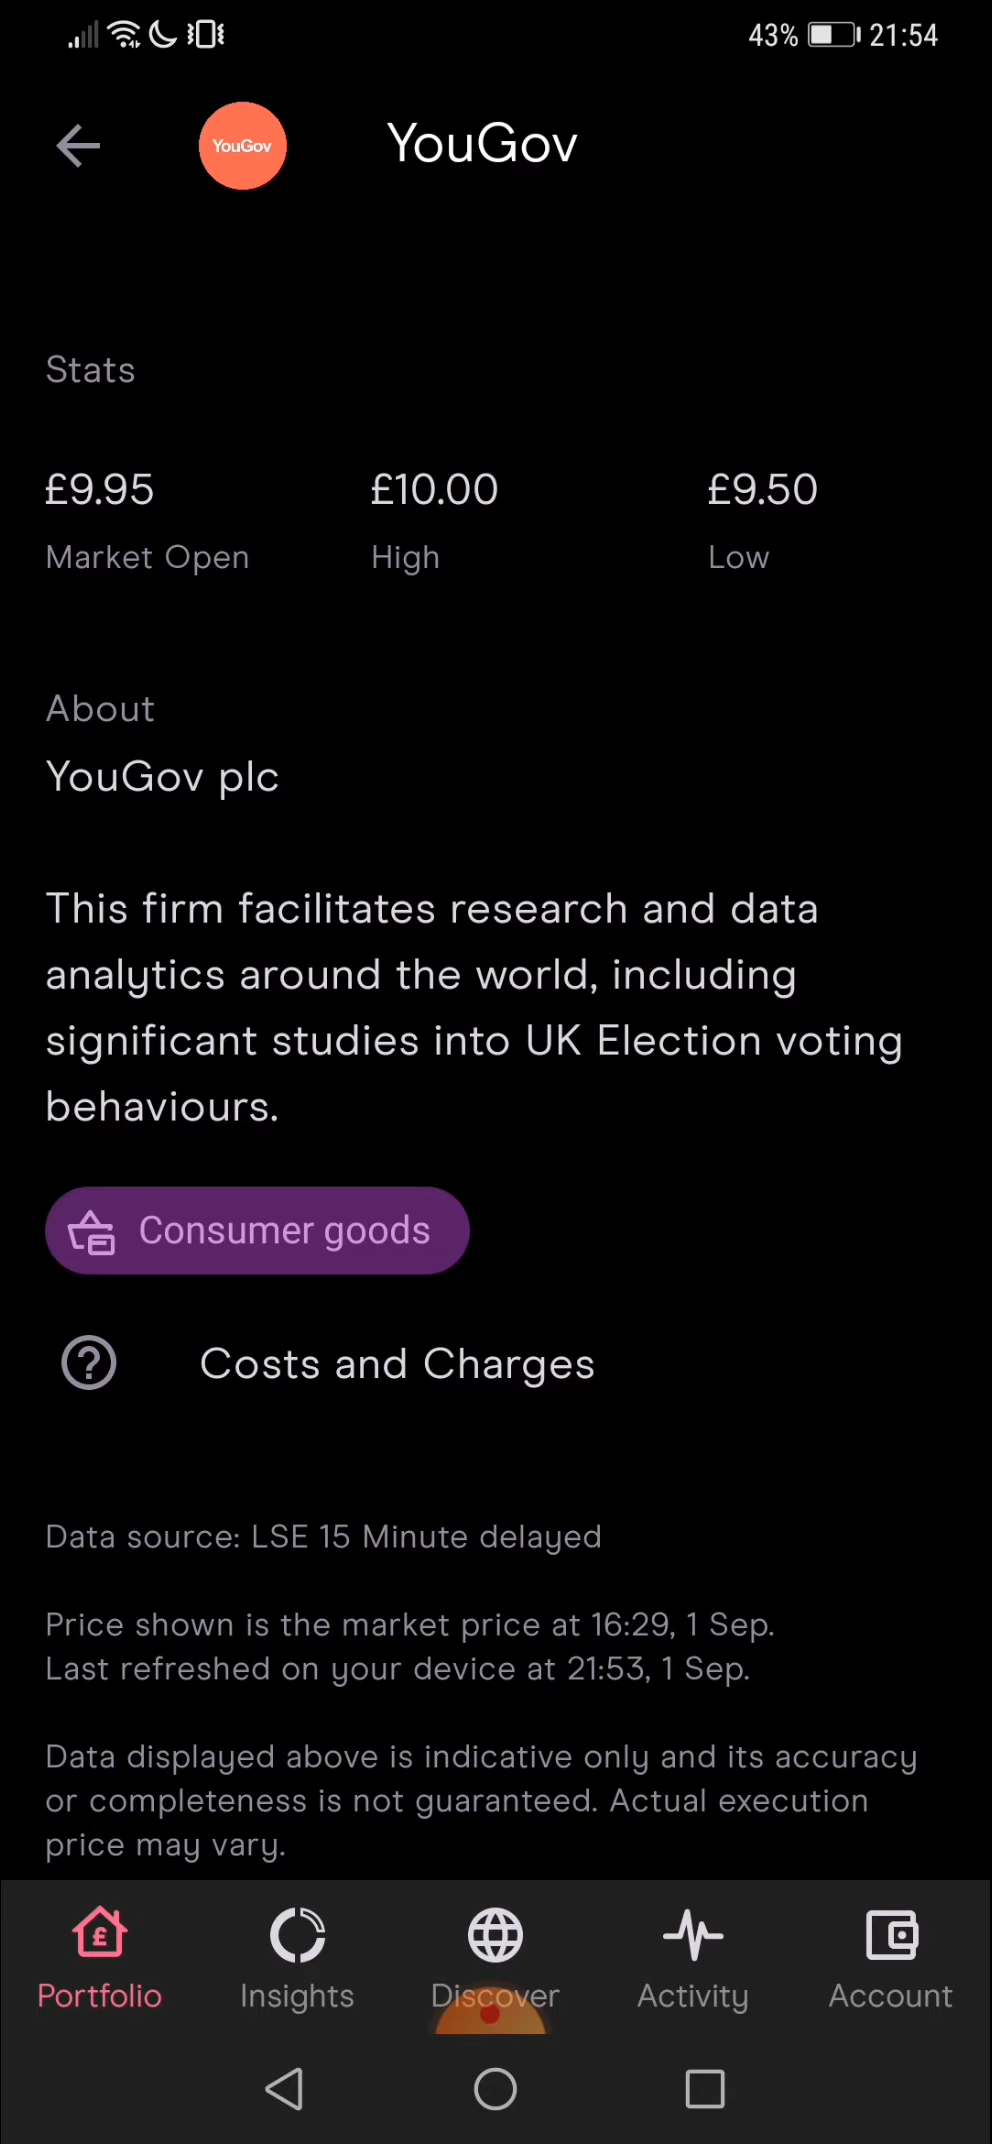 43% 21:54
YouGov YouGov
Stats
£9.95 £10.00 £9.50
Market Open High Low
About
YouGov plc
This firm facilitates research and data
analytics around the world, including
significant studies into UK Election voting
behaviours.
Consumer goods
Costs and Charges
Data source: LSE 15 Minute delayed
Price shown is the market price at 16:29, 1 Sep.
Last refreshed on your device at 21:53, 1 Sep.
Data displayed above is indicative only and its accuracy
or completeness is not guaranteed. Actual execution
price may vary.
Portfolio Insights Discover Activity Account